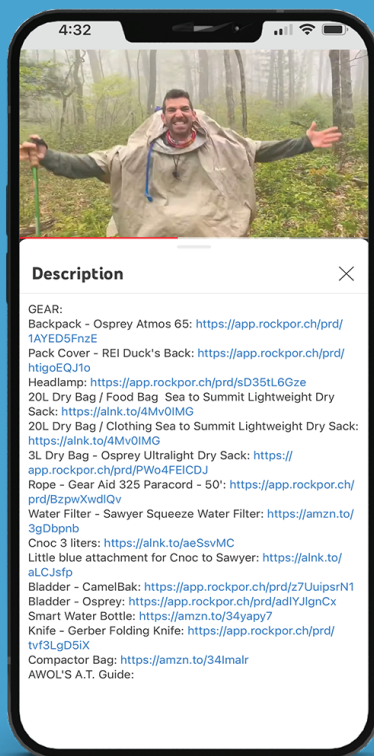 4:32
Description
GEAR:
Backpack - Osprey Atmos 65: https://app.rockpor.ch/prd/
1AYED5FnzE
Pack Cover - REI Duck's Back: https://app.rockpor.ch/prd/
htigoEQJ1o
Headlamp: https://app.rockpor.ch/prd/sD35tL6Gze
20L Dry Bag / Food Bag  Sea to Summit Lightweight Dry
Sack: https://alnk.to/4Mv0IMG
20L Dry Bag / Clothing Sea to Summit Lightweight Dry Sack:
https://alnk.to/4Mv0IMG
3L Dry Bag - Osprey Ultralight Dry Sack: https://
app.rockpor.ch/prd/PWo4FEICDJ
Rope - Gear Aid 325 Paracord - 50': https://app.rockpor.ch/
prd/BzpwXwdlQv
Water Filter - Sawyer Squeeze Water Filter: https://amzn.to/
3gDbpnb
Cnoc 3 liters: https://alnk.to/aeSsvMC
Little blue attachment for Cnoc to Sawyer: https://alnk.to/
aLCJsfp
Bladder - CamelBak: https://app.rockpor.ch/prd/z7UuipsrN1
Bladder - Osprey: https://app.rockpor.ch/prd/adlYJlgnCx
Smart Water Bottle: https://amzn.to/34yapy7
Knife - Gerber Folding Knife: https://app.rockpor.ch/prd/
tvf3LgD5iX
Compactor Bag: https://amzn.to/34Imalr
AWOL'S A.T. Guide: